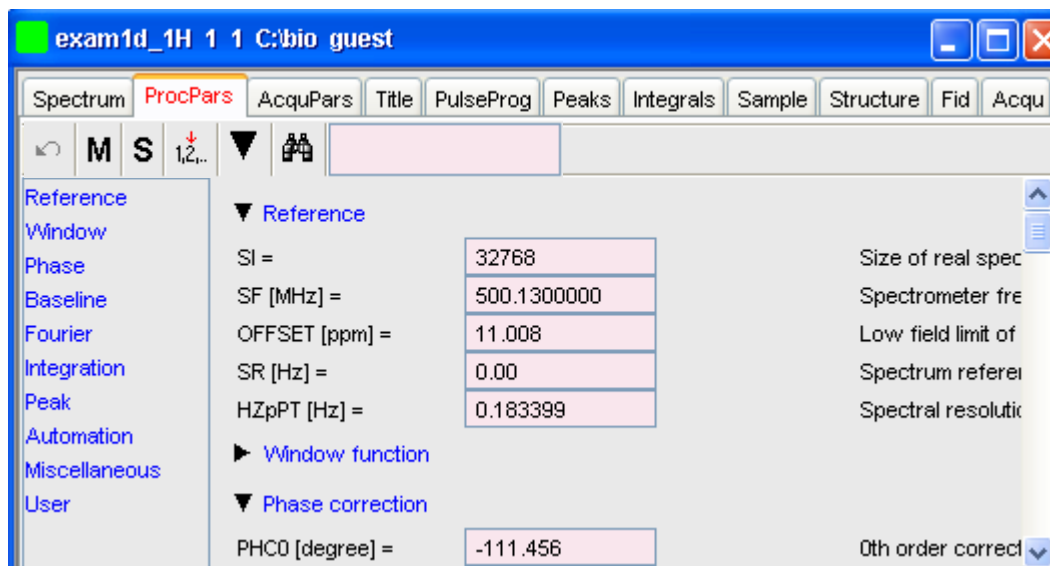 exam1d_1H 1 1 C:\bio guest
Spectrum ProcPars AcquPars Title PulseProg Peaks Integrals Sample Structure Fid Acqu
M S 1,2,..
Reference
Window
Phase
Baseline
Fourier
Integration
Peak
Automation
Miscellaneous
User
Reference
SI = 32768 Size of real spec
SF [MHz] = 500.1300000 Spectrometer fre
OFFSET [ppm] = 11.008 Low field limit of
SR [Hz] = 0.00 Spectrum refere
HZpPT [Hz] = 0.183399 Spectral resolutio
Window function
Phase correction
PHC0 [degree] = -111.456 0th order correct